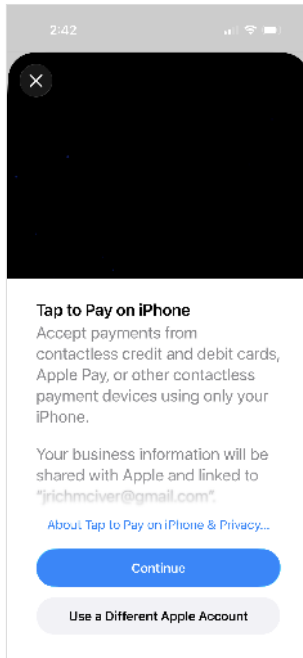 2:42
Tap to Pay on iPhone
Accept payments from
contactless credit and debit cards,
Apple Pay, or other contactless
payment devices using only your
iPhone.
Your business information will be
shared with Apple and linked to
"jrichmciver@gmail.com".
About Tap to Pay on iPhone & Privacy...
Continue
Use a Different Apple Account